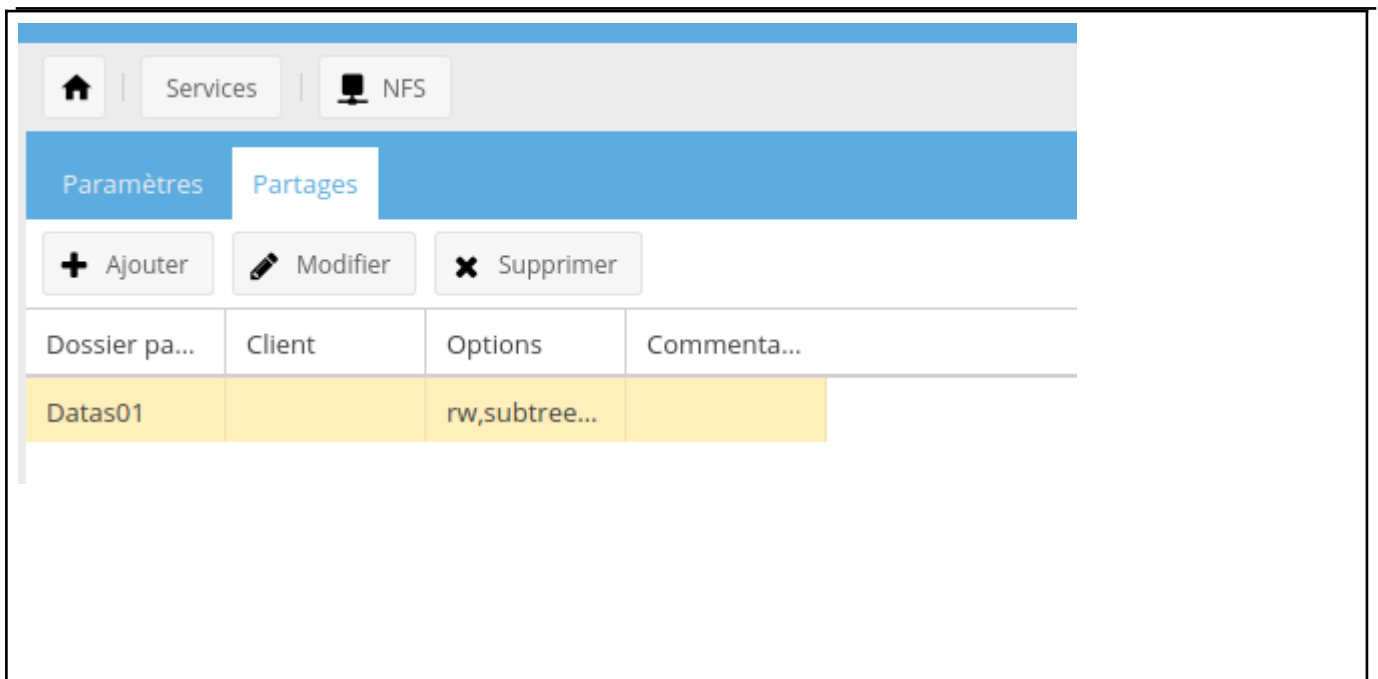 Services NFS
Paramètres Partages
Ajouter Modifier Supprimer
Dossier pa... Client Options Commenta...
Datas01 rw,subtree...